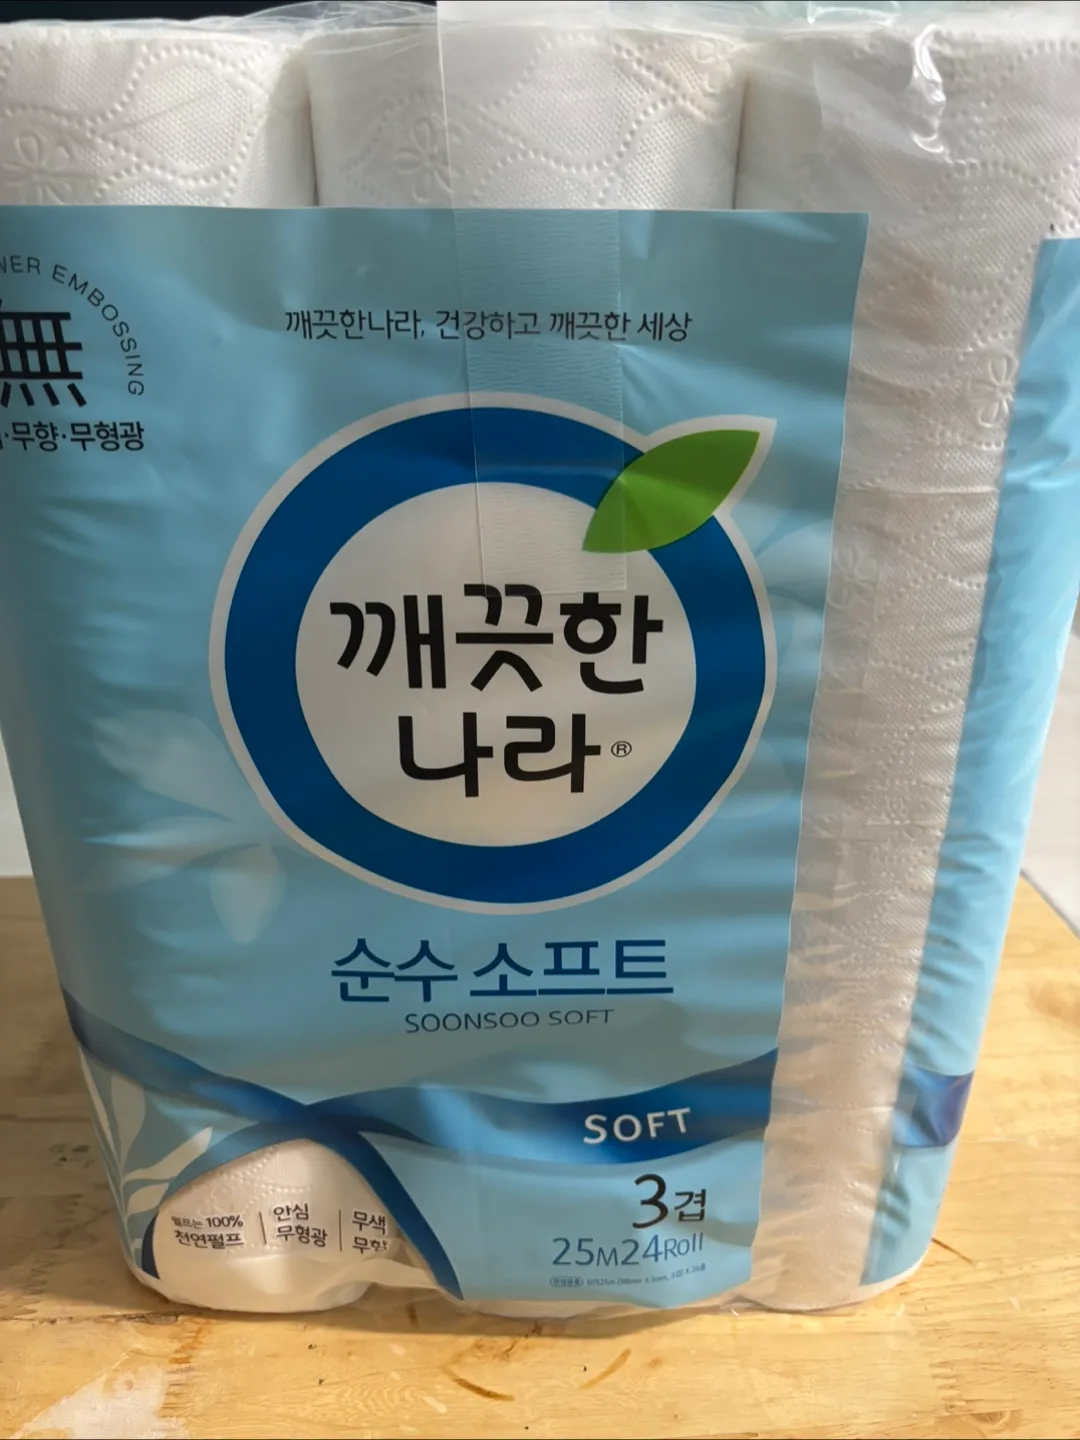 NER EMBOSSING
無
·무향·무형광
깨끗한나라, 건강하고 깨끗한 세상
깨끗한
나라®
순수 소프트
SOONSOO SOFT
SOFT
3겹
25M24Roll
펄프는 100%
천연펄프
안심
무형광
무색
무향